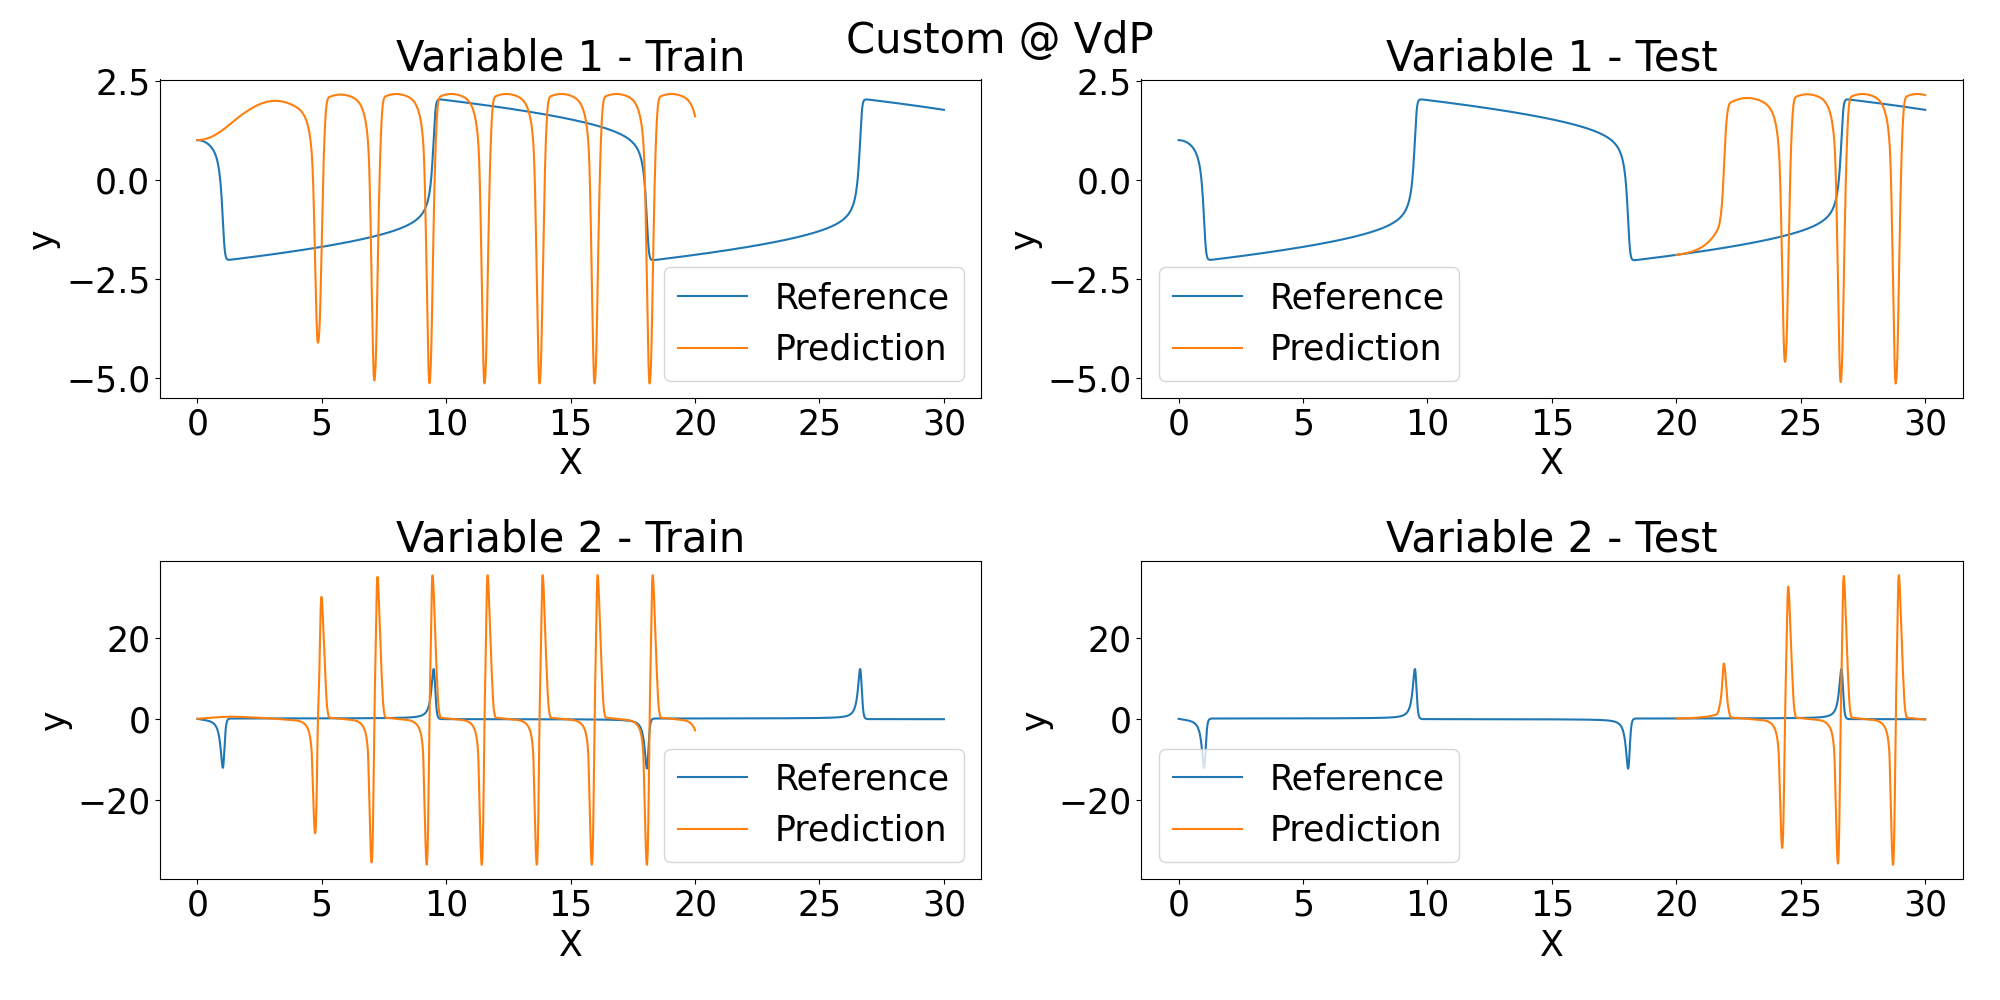 Custom @ VdP
Variable 1 - Train
2.5
0.0
−2.5
−5.0
y
Reference
Prediction
0 5 10 15 20 25 30
X
Variable 1 - Test
2.5
0.0
−2.5
−5.0
y
Reference
Prediction
0 5 10 15 20 25 30
X
Variable 2 - Train
20
0
−20
y
Reference
Prediction
0 5 10 15 20 25 30
X
Variable 2 - Test
20
0
−20
y
Reference
Prediction
0 5 10 15 20 25 30
X